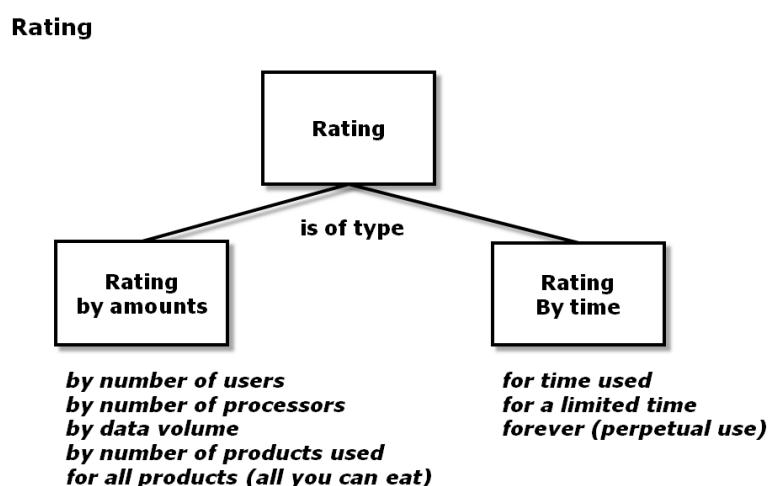 Rating
Rating
is of type
Rating
by amounts
Rating
By time
by number of users
by number of processors
by data volume
by number of products used
for all products (all you can eat)
for time used
for a limited time
forever (perpetual use)